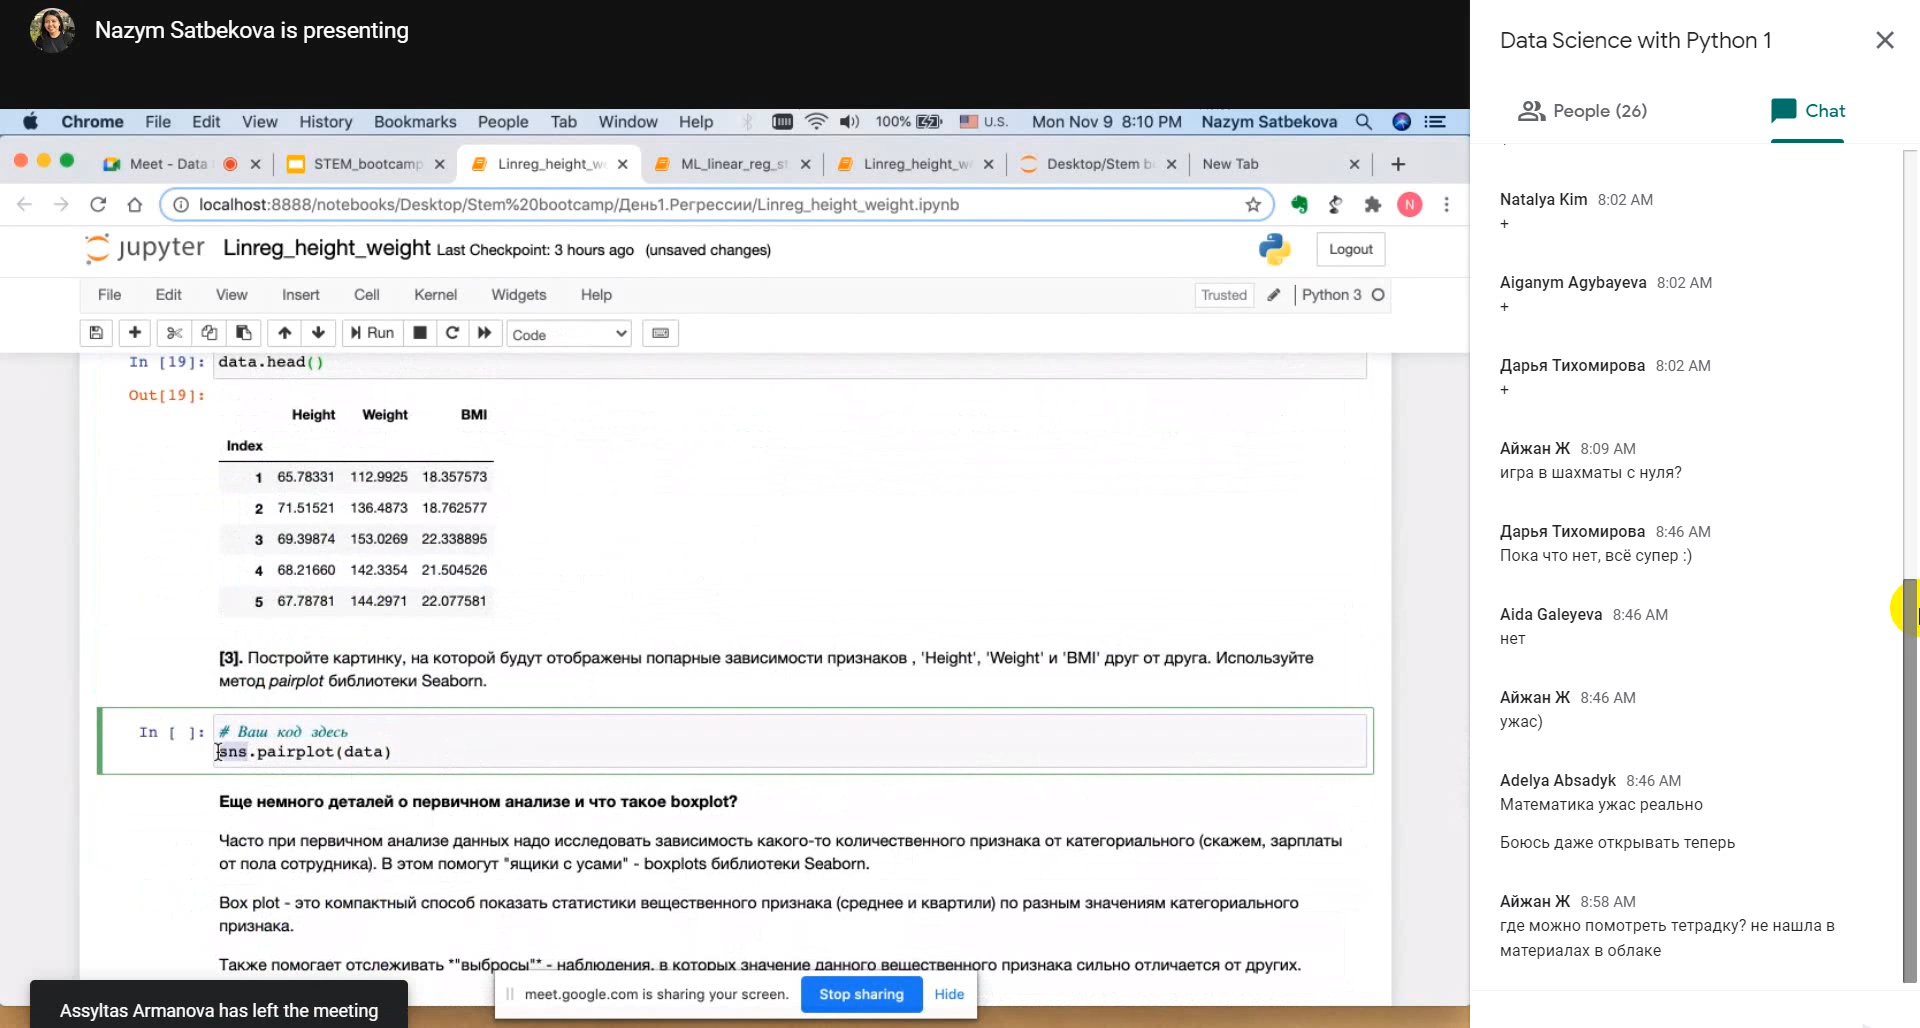 Nazym Satbekova is presenting
Chrome File Edit View History Bookmarks People Tab Window Help 100% U.S. Mon Nov 9 8:10 PM Nazym Satbekova
Meet - Data STEM_bootcamp Linreg_height_we ML_linear_reg_st Linreg_height_we Desktop/Stem bo New Tab
localhost:8888/notebooks/Desktop/Stem%20bootcamp/День1.Регрессии/Linreg_height_weight.ipynb
N
jupyter Linreg_height_weight Last Checkpoint: 3 hours ago (unsaved changes) Logout
File Edit View Insert Cell Kernel Widgets Help Trusted Python 3
Run Code
In [19]: data.head()
Out[19]:
Height Weight BMI
Index
1 65.78331 112.9925 18.357573
2 71.51521 136.4873 18.762577
3 69.39874 153.0269 22.338895
4 68.21660 142.3354 21.504526
5 67.78781 144.2971 22.077581
[3]. Постройте картинку, на которой будут отображены попарные зависимости признаков , 'Height', 'Weight' и 'BMI' друг от друга. Используйте
метод pairplot библиотеки Seaborn.
In [ ]: # Ваш код здесь
sns.pairplot(data)
Еще немного деталей о первичном анализе и что такое boxplot?
Часто при первичном анализе данных надо исследовать зависимость какого-то количественного признака от категориального (скажем, зарплаты
от пола сотрудника). В этом помогут "ящики с усами" - boxplots библиотеки Seaborn.
Box plot - это компактный способ показать статистики вещественного признака (среднее и квартили) по разным значениям категориального
признака.
Также помогает отслеживать *"выбросы"* - наблюдения, в которых значение данного вещественного признака сильно отличается от других.
meet.google.com is sharing your screen. Stop sharing Hide
Assyltas Armanova has left the meeting
Data Science with Python 1
People (26) Chat
Natalya Kim 8:02 AM
+
Aiganym Agybayeva 8:02 AM
+
Дарья Тихомирова 8:02 AM
+
Айжан Ж 8:09 AM
игра в шахматы с нуля?
Дарья Тихомирова 8:46 AM
Пока что нет, всё супер :)
Aida Galeyeva 8:46 AM
нет
Айжан Ж 8:46 AM
ужас)
Adelya Absadyk 8:46 AM
Математика ужас реально
Боюсь даже открывать теперь
Айжан Ж 8:58 AM
где можно помотреть тетрадку? не нашла в
материалах в облаке